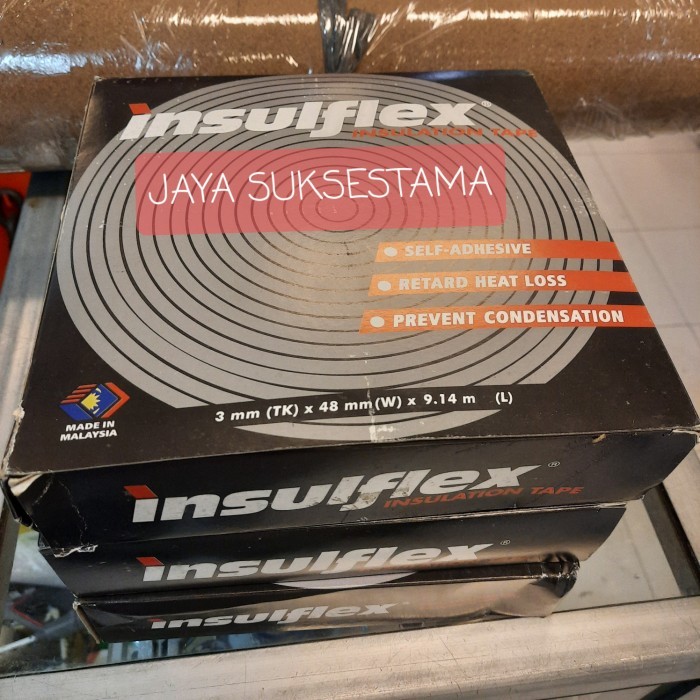 insulflex®
INSULATION TAPE
JAYA SUKSESTAMA
SELF-ADHESIVE
RETARD HEAT LOSS
PREVENT CONDENSATION
3 mm (TK) x 48 mm (W) x 9.14 m (L)
MADE IN
MALAYSIA
insulflex®
INSULATION TAPE
insulflex®
insulflex